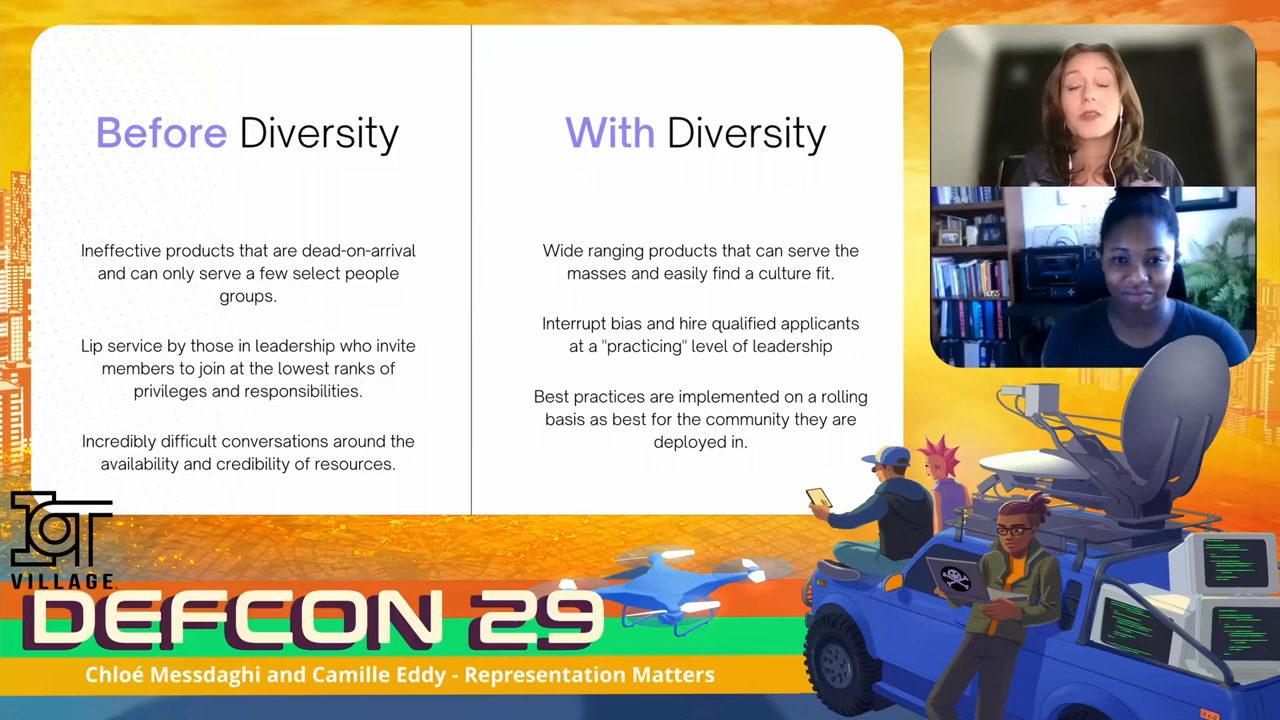 Before Diversity
Ineffective products that are dead-on-arrival
and can only serve a few select people
groups.
Lip service by those in leadership who invite
members to join at the lowest ranks of
privileges and responsibilities.
Incredibly difficult conversations around the
availability and credibility of resources.
With Diversity
Wide ranging products that can serve the
masses and easily find a culture fit.
Interrupt bias and hire qualified applicants
at a "practicing" level of leadership
Best practices are implemented on a rolling
basis as best for the community they are
deployed in.
IOT
VILLAGE
DEFCON 29
Chloé Messdaghi and Camille Eddy - Representation Matters